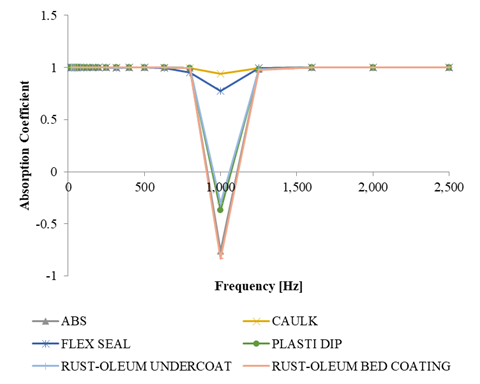 1.5
1
0.5
0
-0.5
-1
Absorption Coefficient
0 500 1,000 1,500 2,000 2,500
Frequency [Hz]
ABS CAULK
FLEX SEAL PLASTI DIP
RUST-OLEUM UNDERCOAT RUST-OLEUM BED COATING